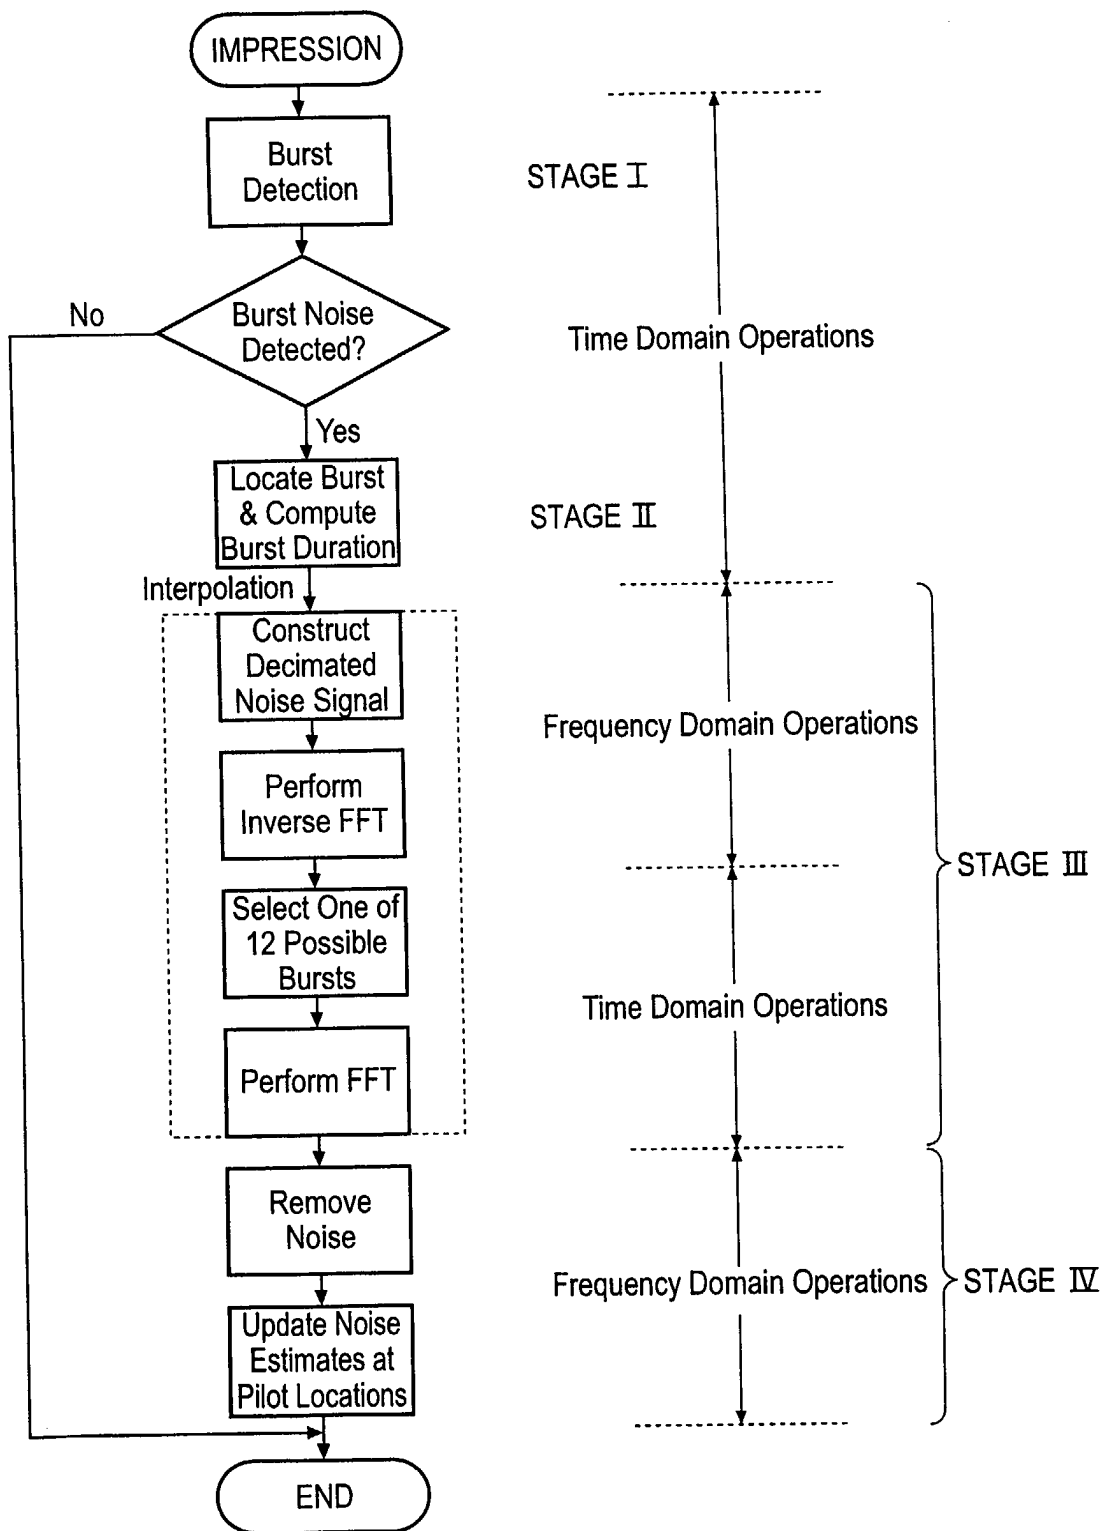 IMPRESSION
Burst
Detection
STAGE I
No
Burst Noise
Detected?
Time Domain Operations
Yes
Locate Burst
& Compute
Burst Duration
STAGE II
Interpolation
Construct
Decimated
Noise Signal
Frequency Domain Operations
Perform
Inverse FFT
STAGE III
Select One of
12 Possible
Bursts
Time Domain Operations
Perform FFT
Remove
Noise
Frequency Domain Operations
STAGE IV
Update Noise
Estimates at
Pilot Locations
END